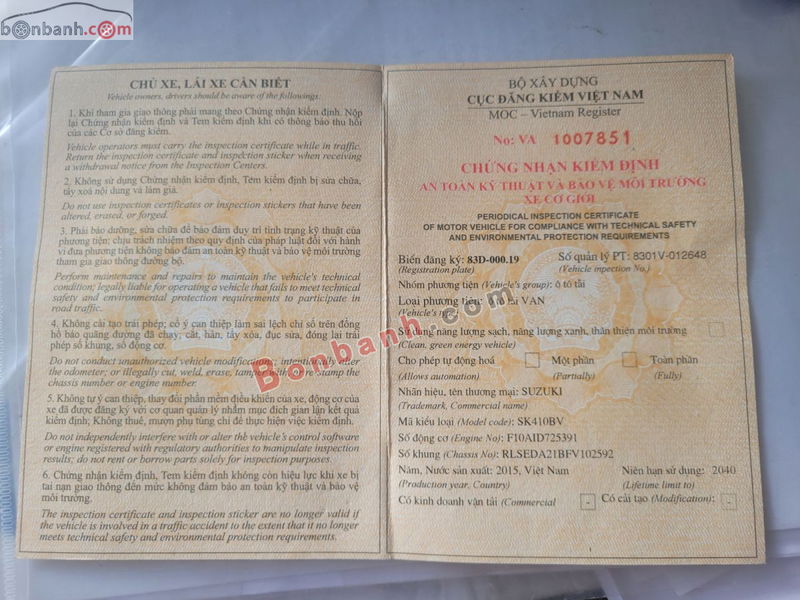 bonbanh.com
CHỦ XE, LÁI XE CẦN BIẾT
Vehicle owners, drivers should be aware of the followings:
1. Khi tham gia giao thông phải mang theo Chứng nhận kiểm định. Nộp
lại Chứng nhận kiểm định và Tem kiểm định khi có thông báo thu hồi
của các Cơ sở đăng kiểm.
Vehicle operators must carry the inspection certificate while in traffic.
Return the inspection certificate and inspection sticker when receiving
a withdrawal notice from the Inspection Centers.
2. Không sử dụng Chứng nhận kiểm định, Tem kiểm định bị sửa chữa,
tẩy xoá nội dung và làm giả.
Do not use inspection certificates or inspection stickers that have been
altered, erased, or forged.
3. Phải bảo dưỡng, sửa chữa để bảo đảm duy trì tình trạng kỹ thuật của
phương tiện; chịu trách nhiệm theo quy định của pháp luật đối với hành
vi đưa phương tiện không bảo đảm an toàn kỹ thuật và bảo vệ môi trường
tham gia giao thông đường bộ.
Perform maintenance and repairs to maintain the vehicle's technical
condition; legally liable for operating a vehicle that fails to meet technical
safety and environmental protection requirements to participate in
road traffic.
4. Không cải tạo trái phép; cố ý can thiệp làm sai lệch chỉ số trên đồng
hồ báo quãng đường đã chạy; cắt, hàn, tẩy xóa, đục sửa, đóng lại trái
phép số khung, số động cơ.
Do not conduct unauthorized vehicle modifications; intentionally alter
the odometer; or illegally cut, weld, erase, tamper with, or re-stamp the
chassis number or engine number.
5. Không tự ý can thiệp, thay đổi phần mềm điều khiển của xe, động cơ
xe đã được đăng ký với cơ quan quản lý nhằm mục đích gian lận kết quả
kiểm định; Không thuê, mượn phụ tùng chỉ để thực hiện việc kiểm định.
Do not independently interfere with or alter the vehicle's control software
or engine registered with regulatory authorities to manipulate inspection
results; do not rent or borrow parts solely for inspection purposes.
6. Chứng nhận kiểm định, Tem kiểm định không còn hiệu lực khi xe bị
tai nạn giao thông đến mức không đảm bảo an toàn kỹ thuật và bảo vệ
môi trường.
The inspection certificate and inspection sticker are no longer valid if
the vehicle is involved in a traffic accident to the extent that it no longer
meets technical safety and environmental protection requirements.
BỘ XÂY DỰNG
CỤC ĐĂNG KIỂM VIỆT NAM
MOC – Vietnam Register
No: VA 1007851
CHỨNG NHẬN KIỂM ĐỊNH
AN TOÀN KỸ THUẬT VÀ BẢO VỆ MÔI TRƯỜNG
XE CƠ GIỚI
PERIODICAL INSPECTION CERTIFICATE
OF MOTOR VEHICLE FOR COMPLIANCE WITH TECHNICAL SAFETY
AND ENVIRONMENTAL PROTECTION REQUIREMENTS
Biển đăng ký: 83D-000.19 Số quản lý PT: 8301V-012648
(Registration plate) (Vehicle inspection No.)
Nhóm phương tiện (Vehicle's group): ô tô tải
Loại phương tiện: VAN
(Vehicle's
Sử dụng năng lượng sạch, năng lượng xanh, thân thiện môi trường
(Clean, green energy vehicle)
Cho phép tự động hoá Một phần Toàn phần
(Allows automation) (Partially) (Fully)
Nhãn hiệu, tên thương mại: SUZUKI
(Trademark, Commercial name)
Mã kiểu loại (Model code): SK410BV
Số động cơ (Engine No): F10AID725391
Số khung (Chassis No): RLSEDA21BFV102592
Năm, Nước sản xuất: 2015, Việt Nam Niên hạn sử dụng: 2040
(Production year, Country) (Lifetime limit to)
Có kinh doanh vận tải (Commercial - Có cải tạo (Modification): -
Bonbanh.com